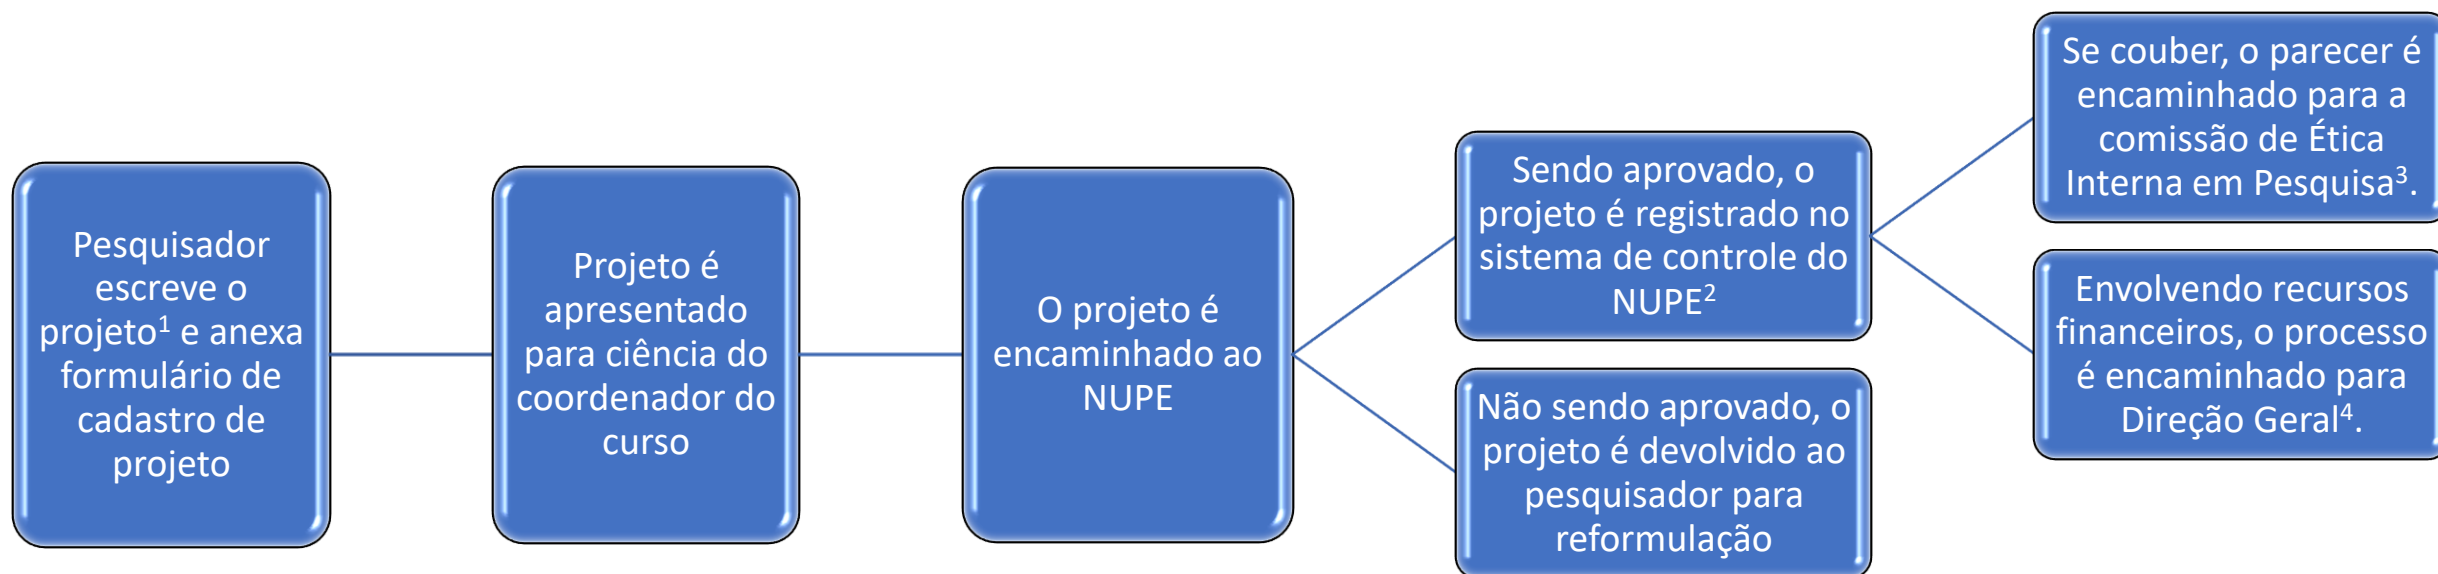 Pesquisador
escreve o
projeto¹ e anexa
formulário de
cadastro de
projeto
Projeto é
apresentado
para ciência do
coordenador do
curso
O projeto é
encaminhado ao
NUPE
Sendo aprovado, o
projeto é registrado no
sistema de controle do
NUPE²
Não sendo aprovado, o
projeto é devolvido ao
pesquisador para
reformulação
Se couber, o parecer é
encaminhado para a
comissão de Ética
Interna em Pesquisa³.
Envolvendo recursos
financeiros, o processo
é encaminhado para
Direção Geral⁴.